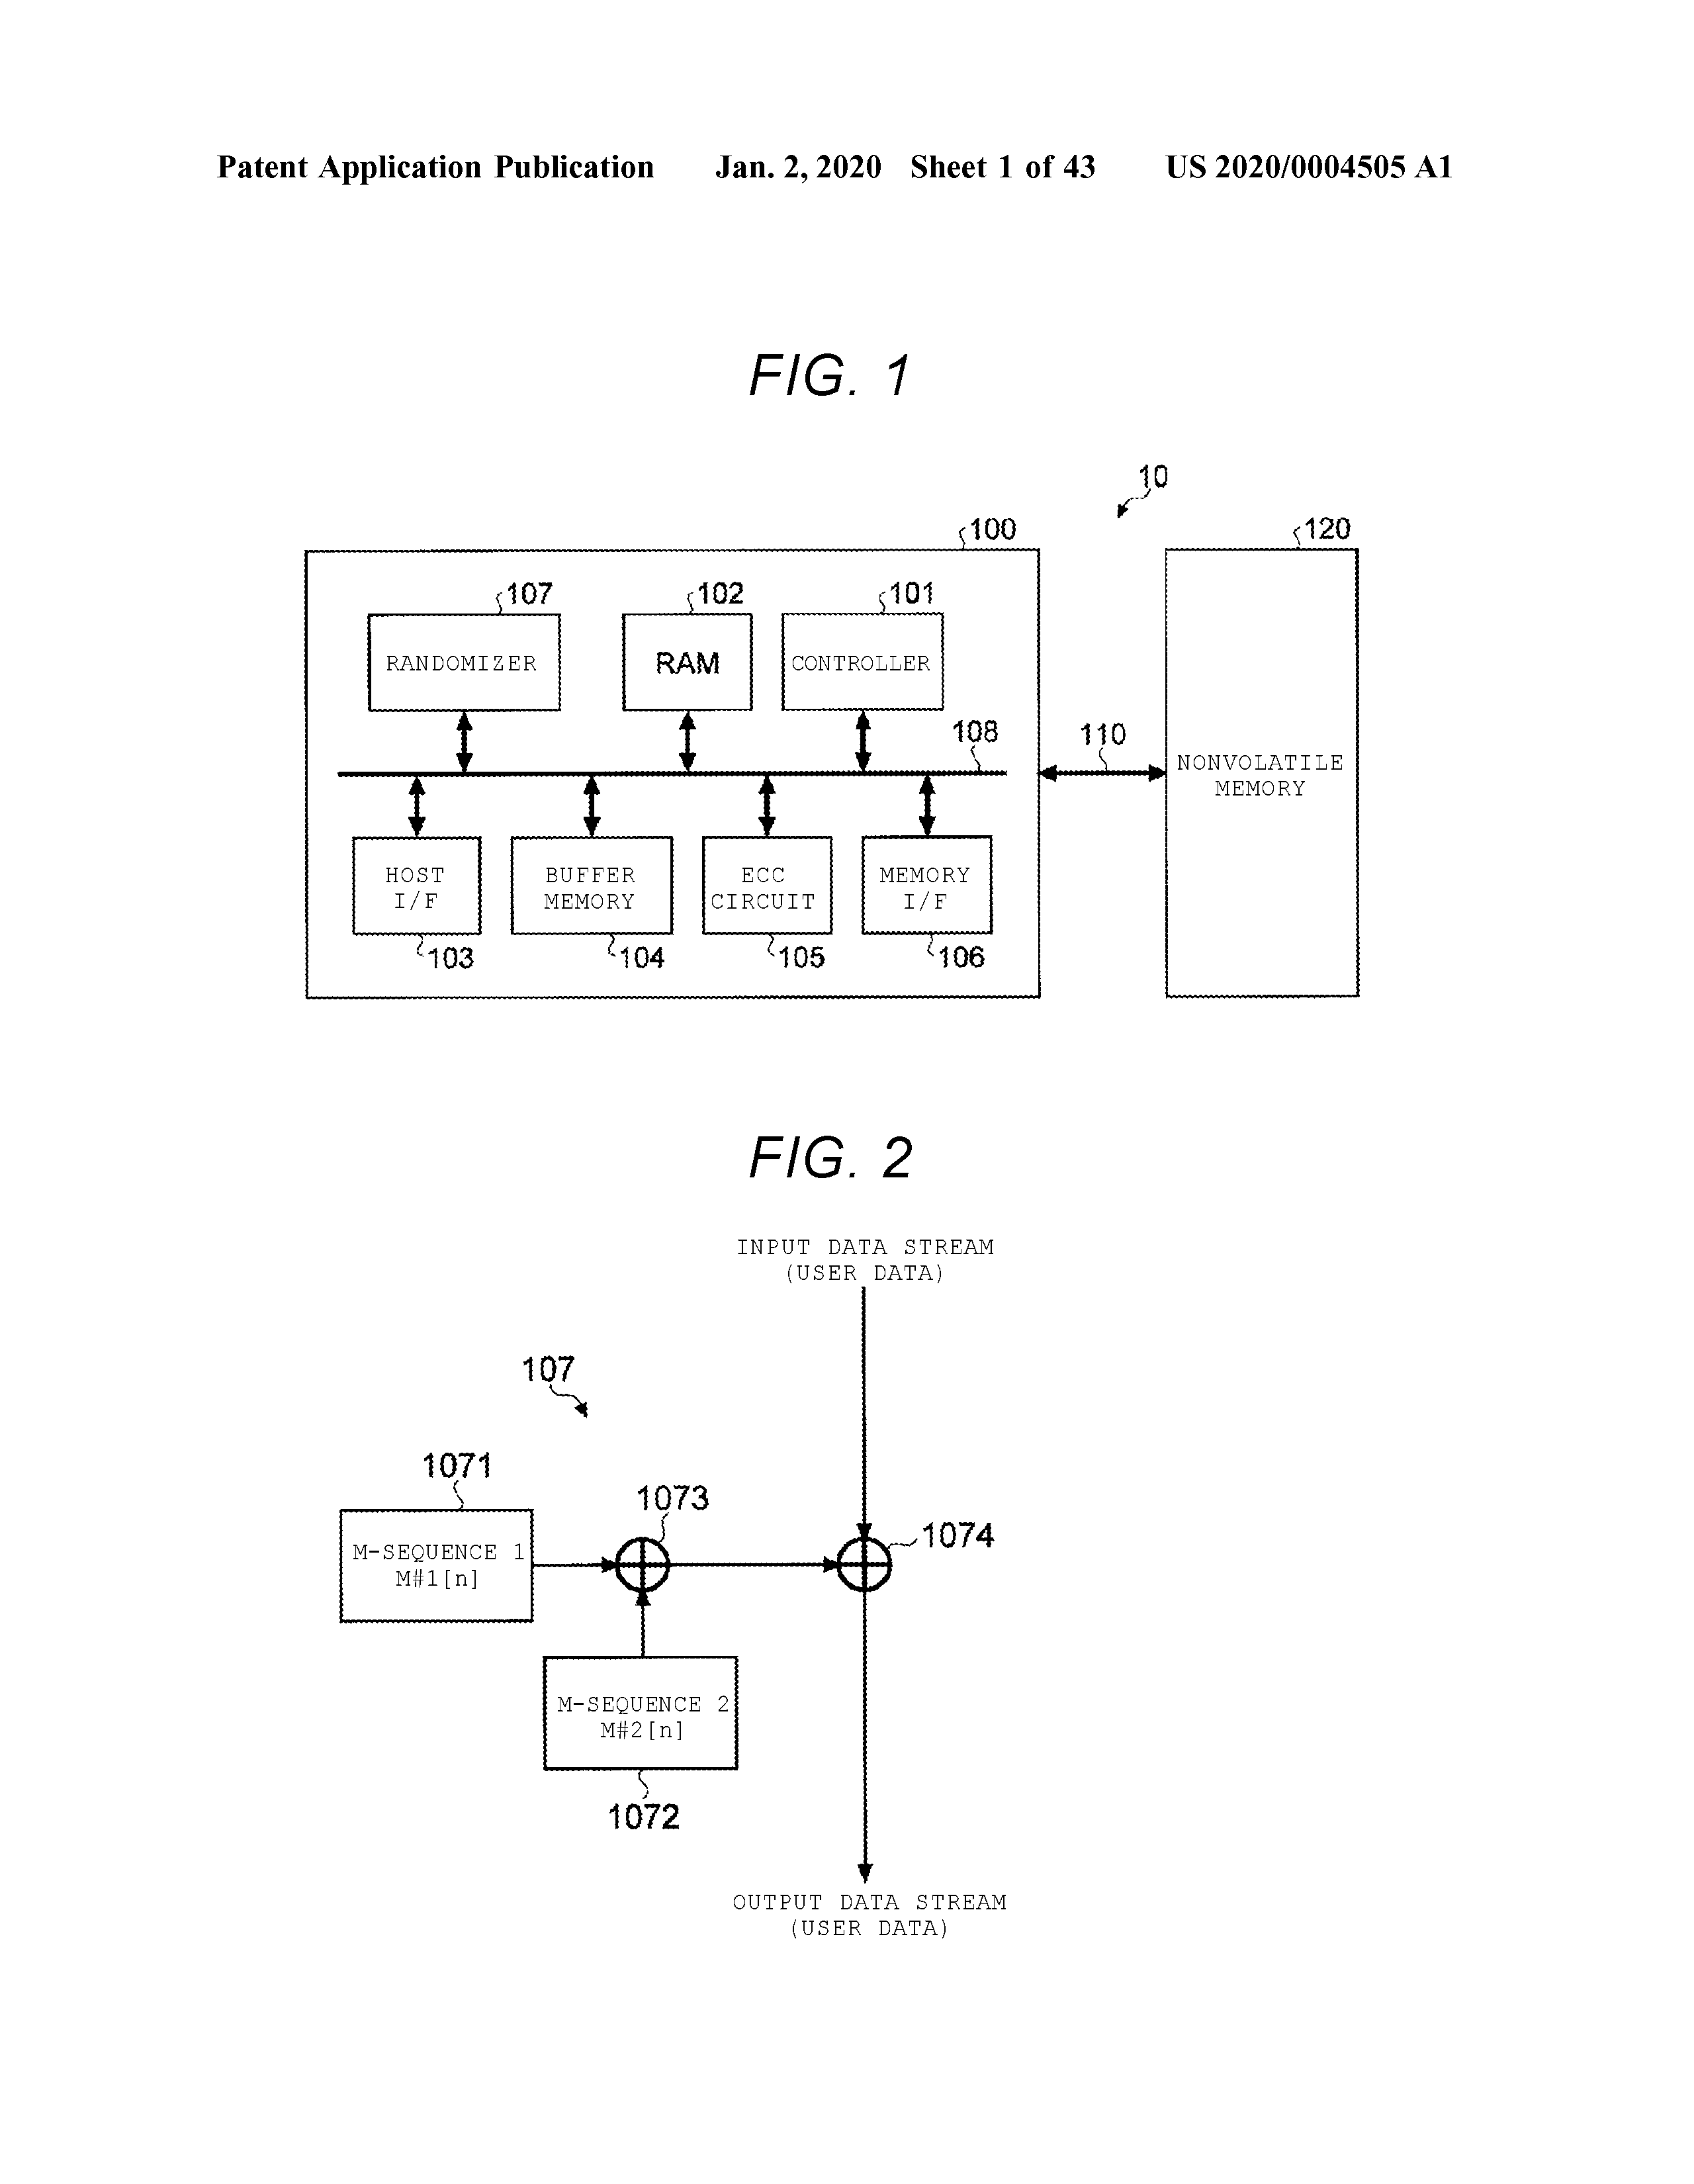 Patent Application Publication Jan. 2, 2020 Sheet 1 of 43 US 2020/0004505 A1
FIG. 1
10
100
120
107
102
101
RANDOMIZER
RAM
CONTROLLER
108
110
NONVOLATILE
MEMORY
HOST
I/F
BUFFER
MEMORY
ECC
CIRCUIT
MEMORY
I/F
103
104
105
106
FIG. 2
INPUT DATA STREAM
(USER DATA)
107
1071
1073
1074
M-SEQUENCE 1
M#1[n]
M-SEQUENCE 2
M#2[n]
1072
OUTPUT DATA STREAM
(USER DATA)